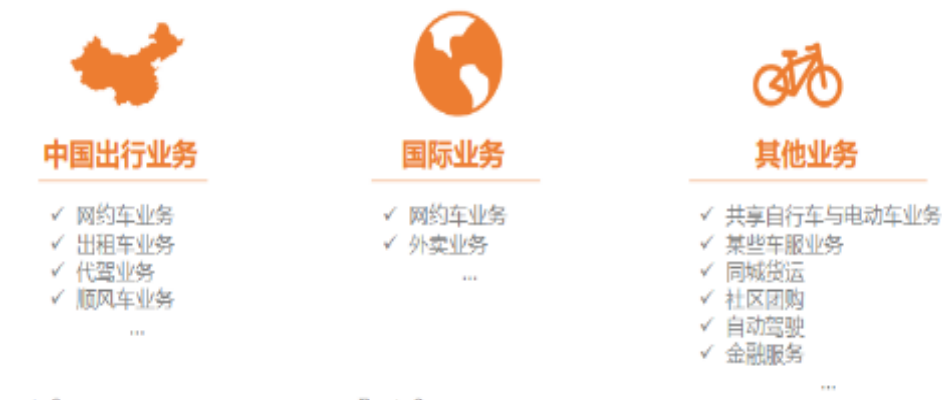 中国出行业务
✓ 网约车业务
✓ 出租车业务
✓ 代驾业务
✓ 顺风车业务
...
国际业务
✓ 网约车业务
✓ 外卖业务
...
其他业务
✓ 共享自行车与电动车业务
✓ 某些车服业务
✓ 同城货运
✓ 社区团购
✓ 自动驾驶
✓ 金融服务
...